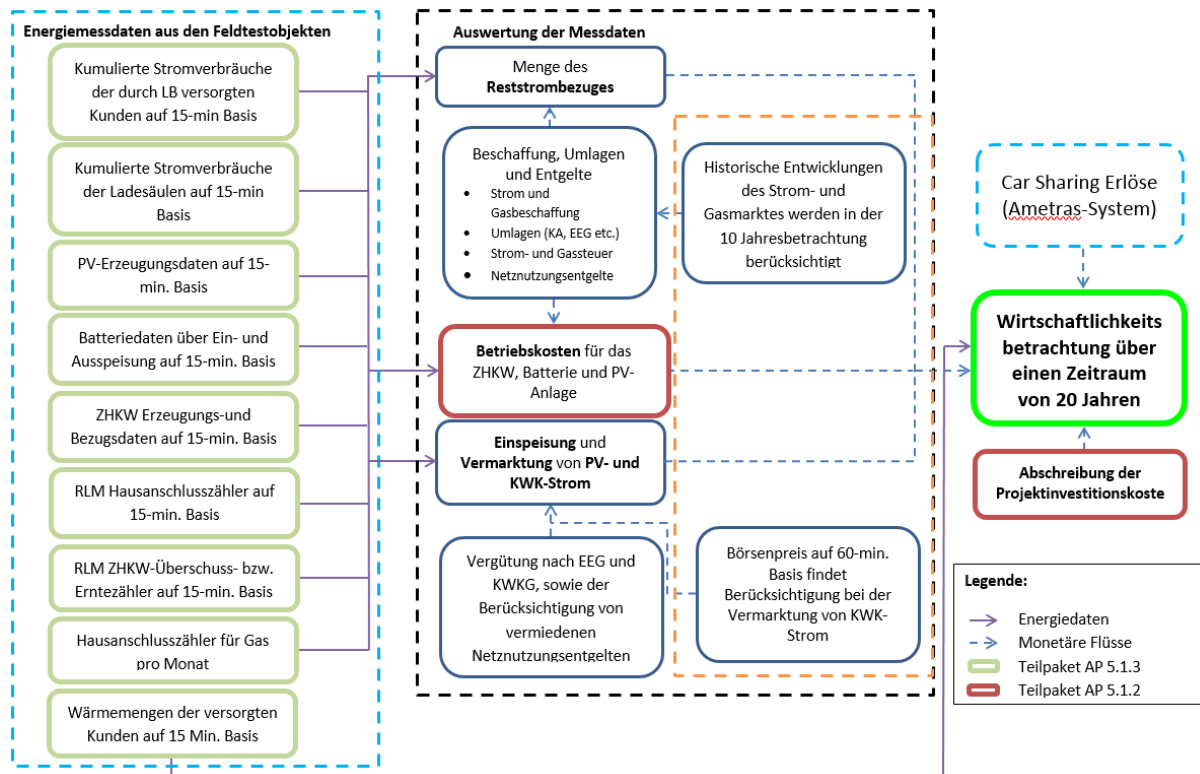 Energiemessdaten aus den Feldtestobjekten
Kumulierte Stromverbräuche
der durch LB versorgten
Kunden auf 15-min Basis
Kumulierte Stromverbräuche
der Ladesäulen auf 15-min
Basis
PV-Erzeugungsdaten auf 15-
min. Basis
Batteriedaten über Ein- und
Ausspeisung auf 15-min. Basis
ZHKW Erzeugungs-und
Bezugsdaten auf 15-min. Basis
RLM Hausanschlusszähler auf
15-min. Basis
RLM ZHKW-Überschuss- bzw.
Erntezähler auf 15-min. Basis
Hausanschlusszähler für Gas
pro Monat
Wärmemengen der versorgten
Kunden auf 15 Min. Basis
Auswertung der Messdaten
Menge des
Reststrombezuges
Beschaffung, Umlagen
und Entgelte
• Strom und
Gasbeschaffung
• Umlagen (KA, EEG etc.)
• Strom- und Gassteuer
• Netznutzungsentgelte
Historische Entwicklungen
des Strom- und
Gasmarktes werden in der
10 Jahresbetrachtung
berücksichtigt
Betriebskosten für das
ZHKW, Batterie und PV-
Anlage
Einspeisung und
Vermarktung von PV- und
KWK-Strom
Vergütung nach EEG und
KWKG, sowie der
Berücksichtigung von
vermiedenen
Netznutzungsentgelten
Börsenpreis auf 60-min.
Basis findet
Berücksichtigung bei der
Vermarktung von KWK-
Strom
Car Sharing Erlöse
(Ametras-System)
Wirtschaftlichkeits
betrachtung über
einen Zeitraum
von 20 Jahren
Abschreibung der
Projektinvestitionskoste
Legende:
Energiedaten
Monetäre Flüsse
Teilpaket AP 5.1.3
Teilpaket AP 5.1.2